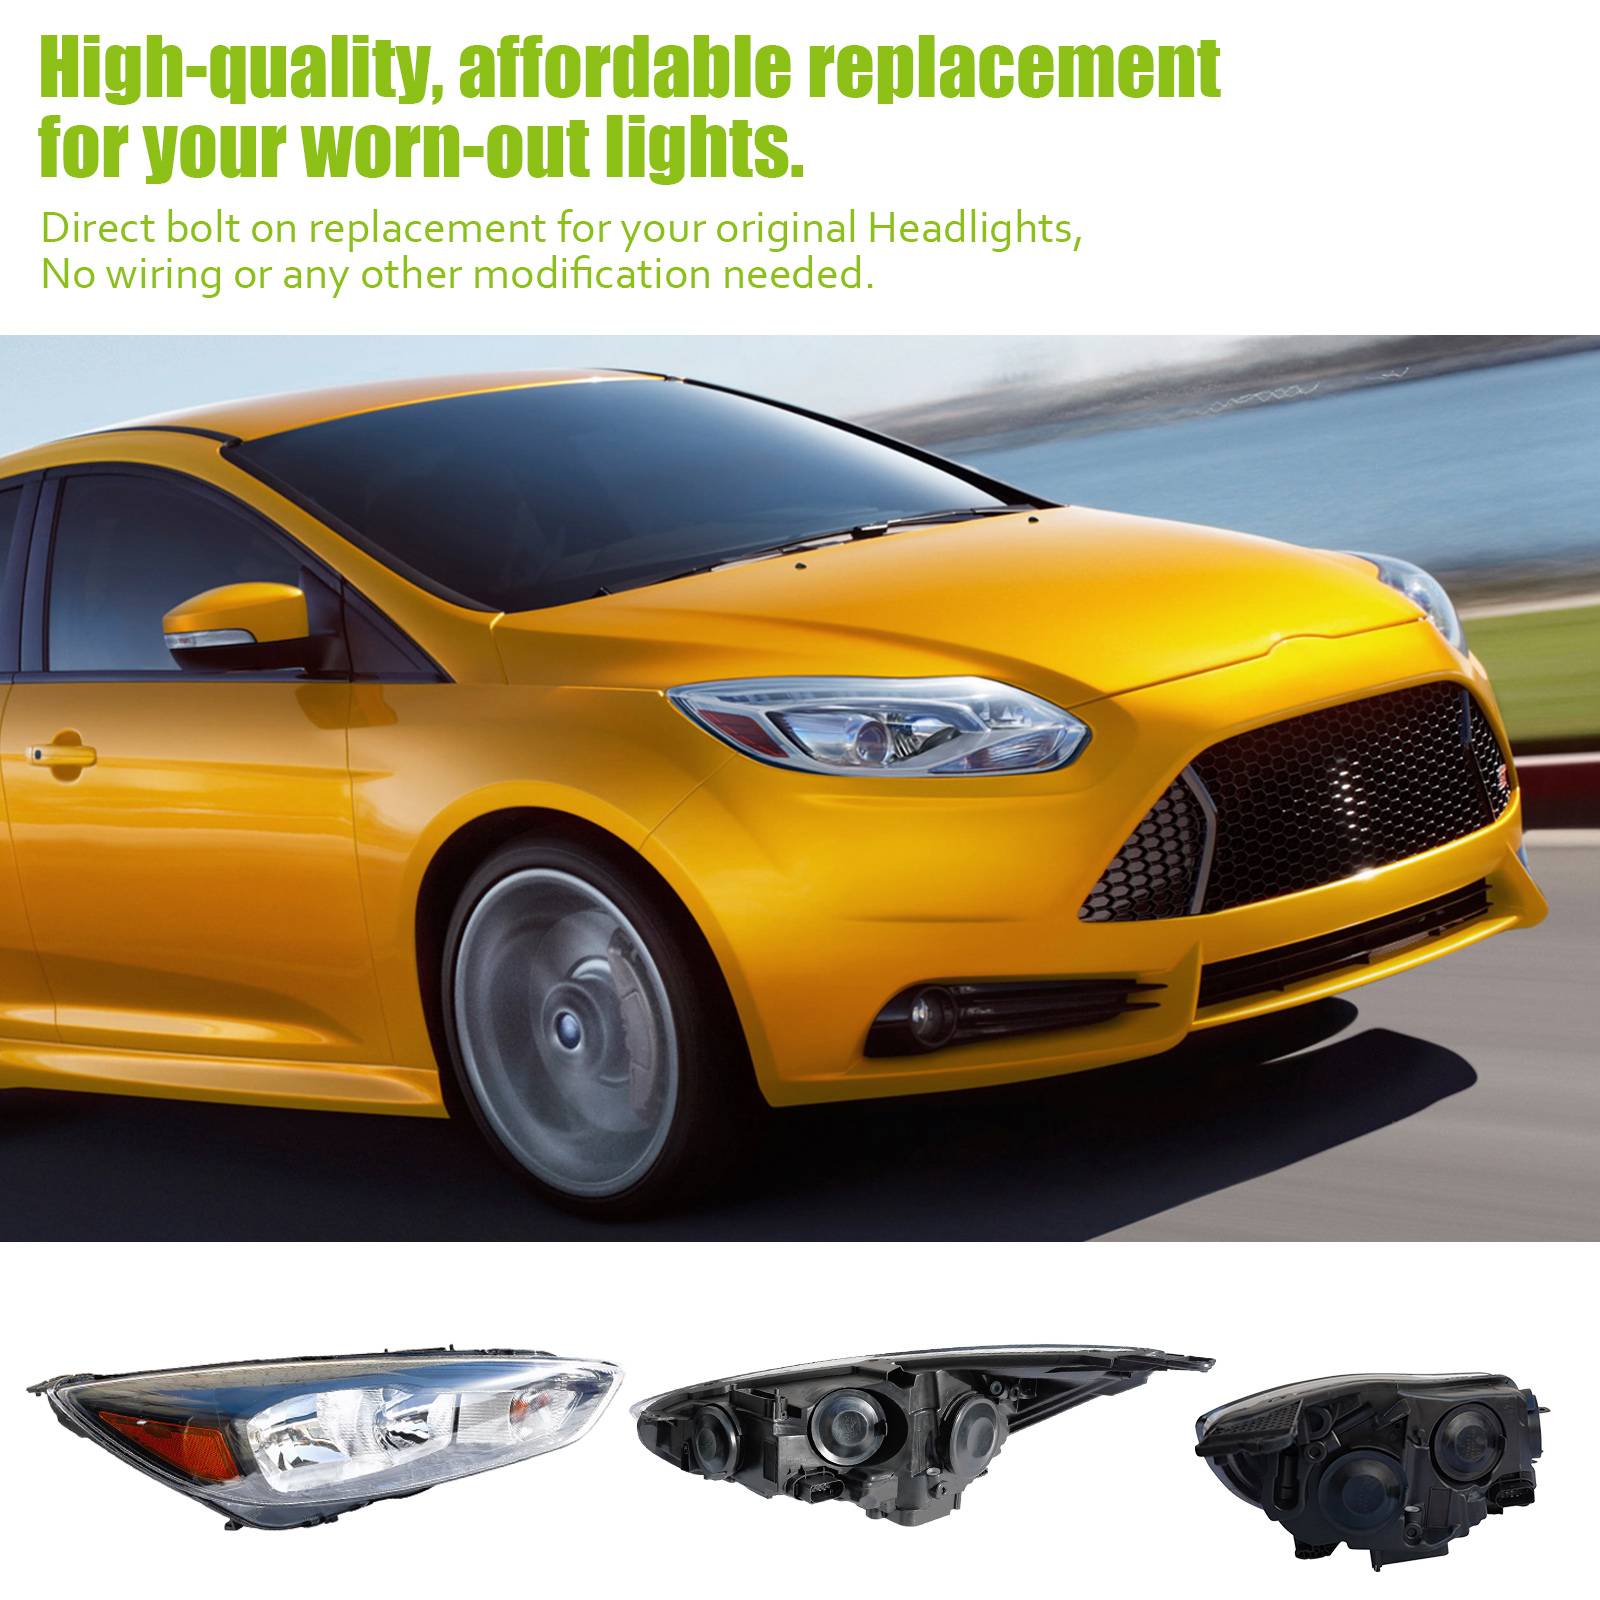 High-quality, affordable replacement
for your worn-out lights.
Direct bolt on replacement for your original Headlights,
No wiring or any other modification needed.